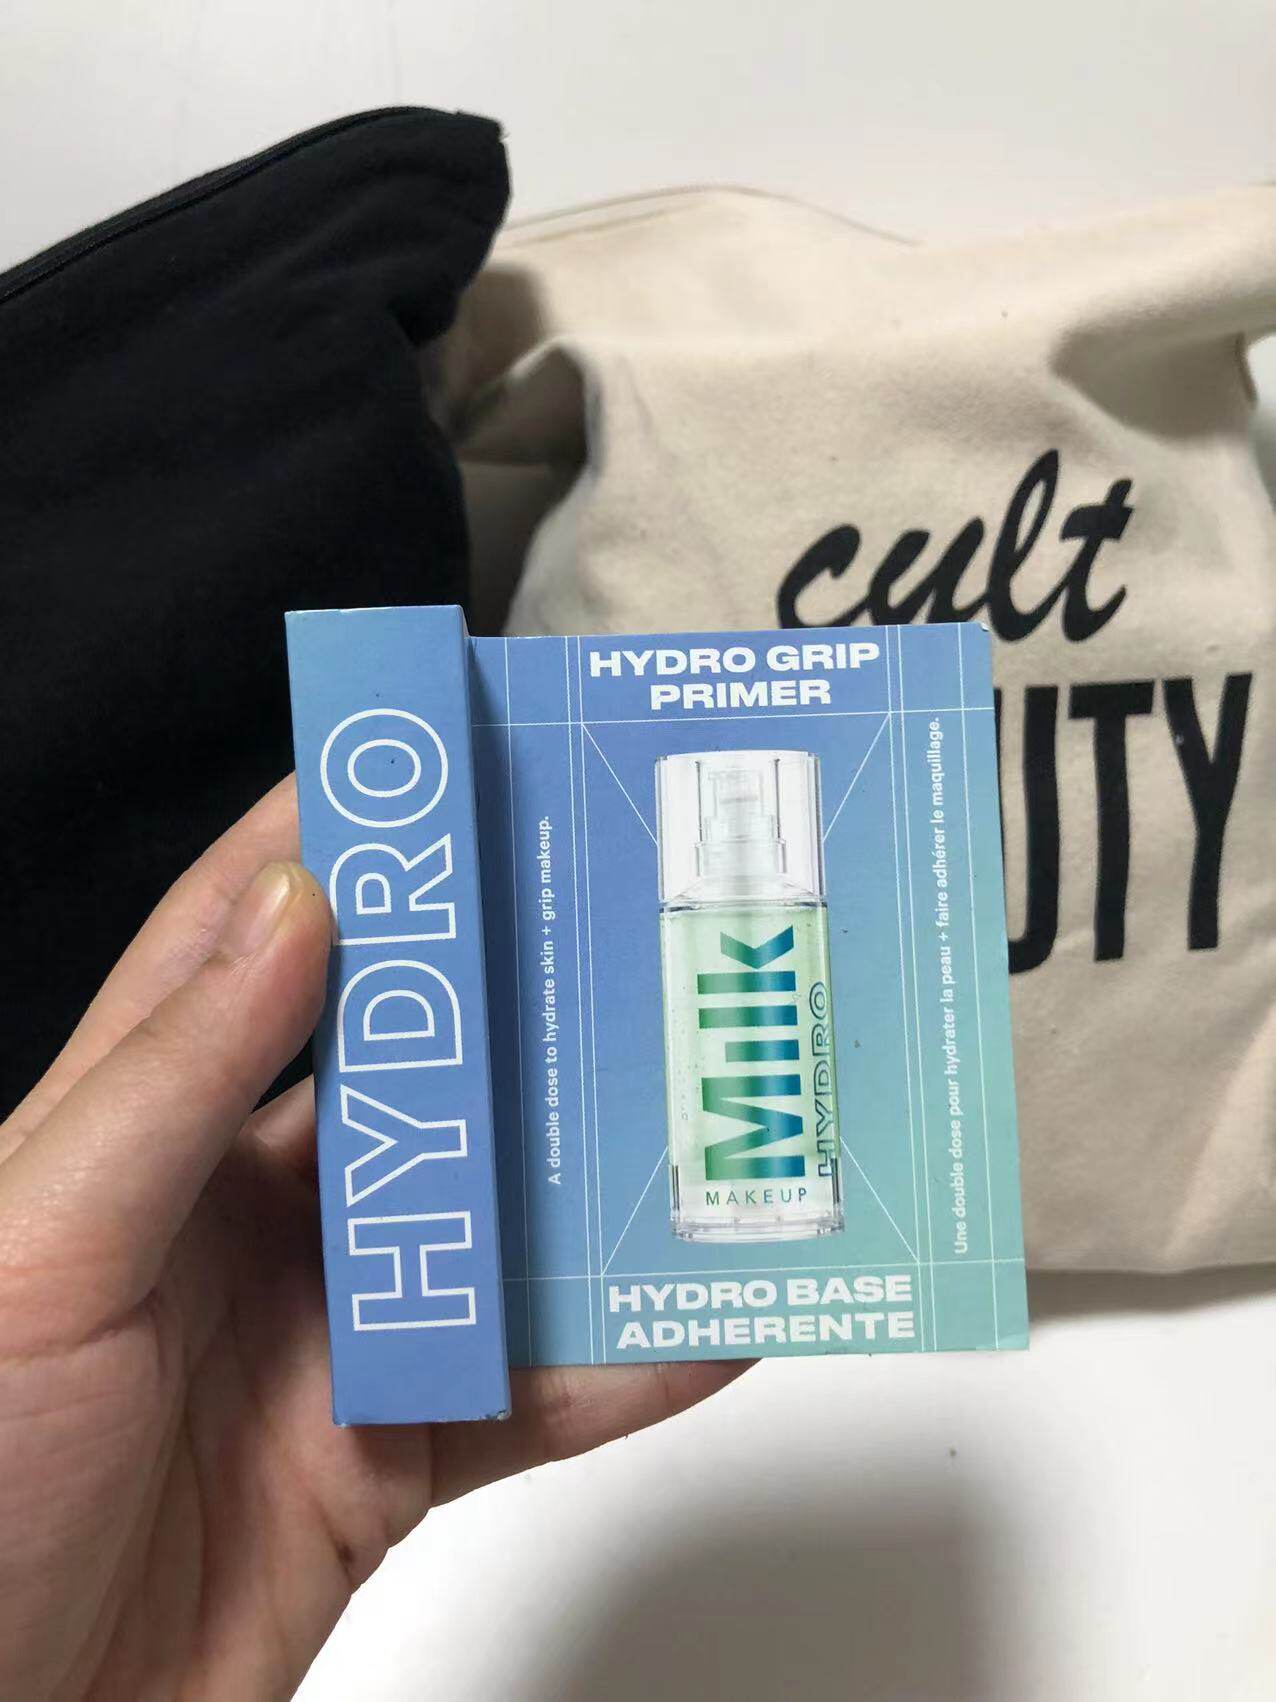 cult
UTY
HYDRO
HYDRO GRIP
PRIMER
A double dose to hydrate skin + grip makeup.
Milk
HYDRO
MAKEUP
Une double dose pour hydrater la peau + faire adhérer le maquillage.
HYDRO BASE
ADHERENTE